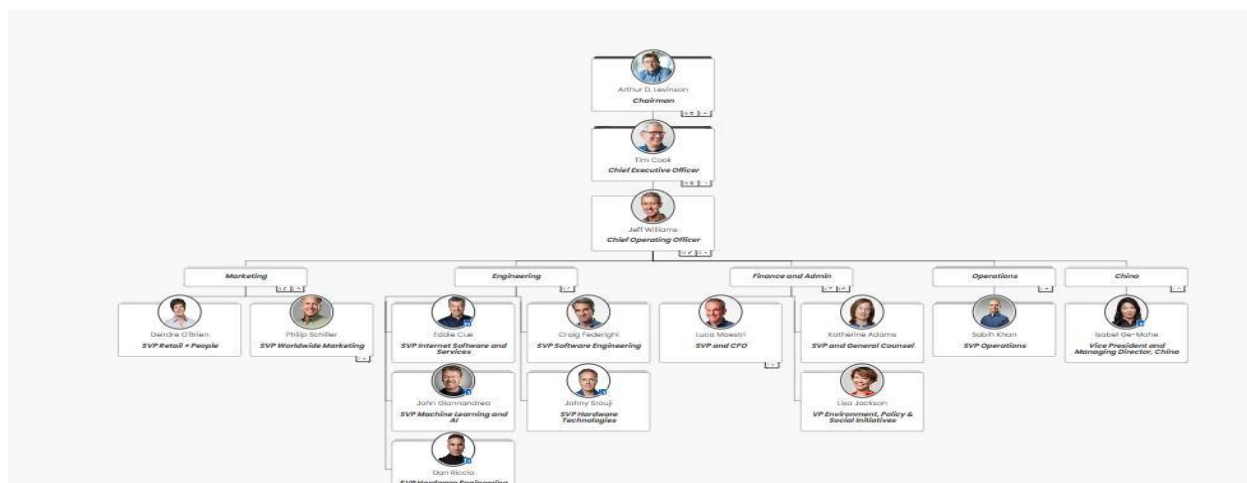 Arthur D. Levinson
Chairman
Tim Cook
Chief Executive Officer
Jeff Williams
Chief Operating Officer
Marketing
Engineering
Finance and Admin
Operations
China
Deirdre O'Brien
SVP Retail + People
Philip Schiller
SVP Worldwide Marketing
Eddie Cue
SVP Internet Software and
Services
Craig Federighi
SVP Software Engineering
Luca Maestri
SVP and CFO
Katherine Adams
SVP and General Counsel
Sabih Khan
SVP Operations
Isabel Ge-Mahe
Vice President and
Managing Director, China
John Giannandrea
SVP Machine Learning and
AI
Johny Srouji
SVP Hardware
Technologies
Lisa Jackson
VP Environment, Policy &
Social Initiatives
Dan Riccio
SVP Hardware Engineering